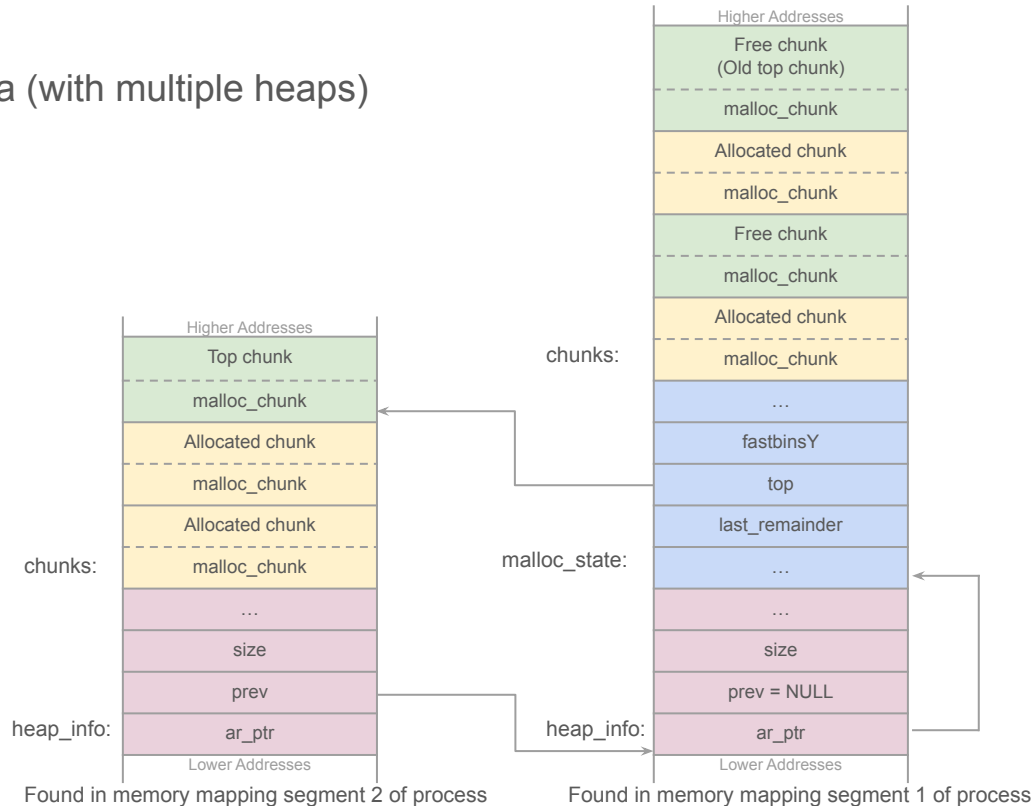 a (with multiple heaps)
Higher Addresses
Top chunk
malloc_chunk
Allocated chunk
malloc_chunk
Allocated chunk
chunks:
malloc_chunk
…
size
prev
heap_info:
ar_ptr
Lower Addresses
Found in memory mapping segment 2 of process
Higher Addresses
Free chunk
(Old top chunk)
malloc_chunk
Allocated chunk
malloc_chunk
Free chunk
malloc_chunk
Allocated chunk
chunks:
malloc_chunk
…
fastbinsY
top
last_remainder
malloc_state:
…
…
size
prev = NULL
heap_info:
ar_ptr
Lower Addresses
Found in memory mapping segment 1 of process